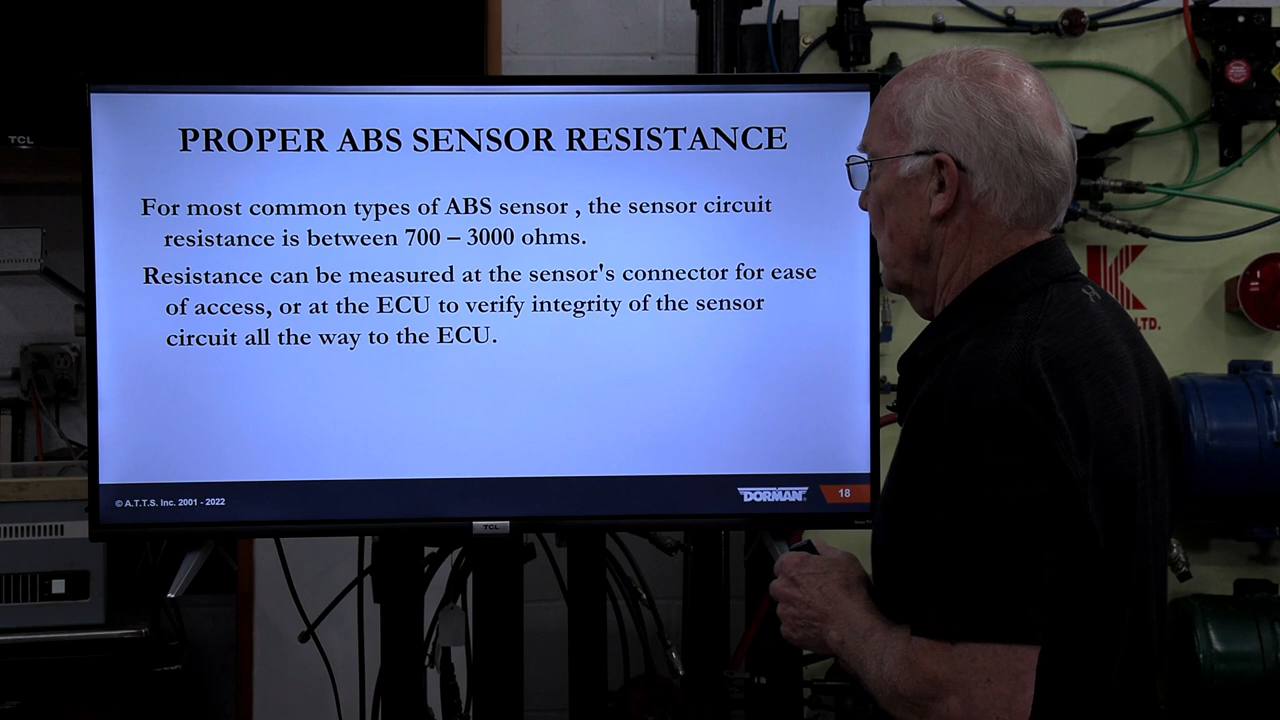 TCL
PROPER ABS SENSOR RESISTANCE
For most common types of ABS sensor , the sensor circuit
resistance is between 700 – 3000 ohms.
Resistance can be measured at the sensor's connector for ease
of access, or at the ECU to verify integrity of the sensor
circuit all the way to the ECU.
© A.T.T.S. Inc. 2001 - 2022
DORMAN
18
TCL
K
LTD.